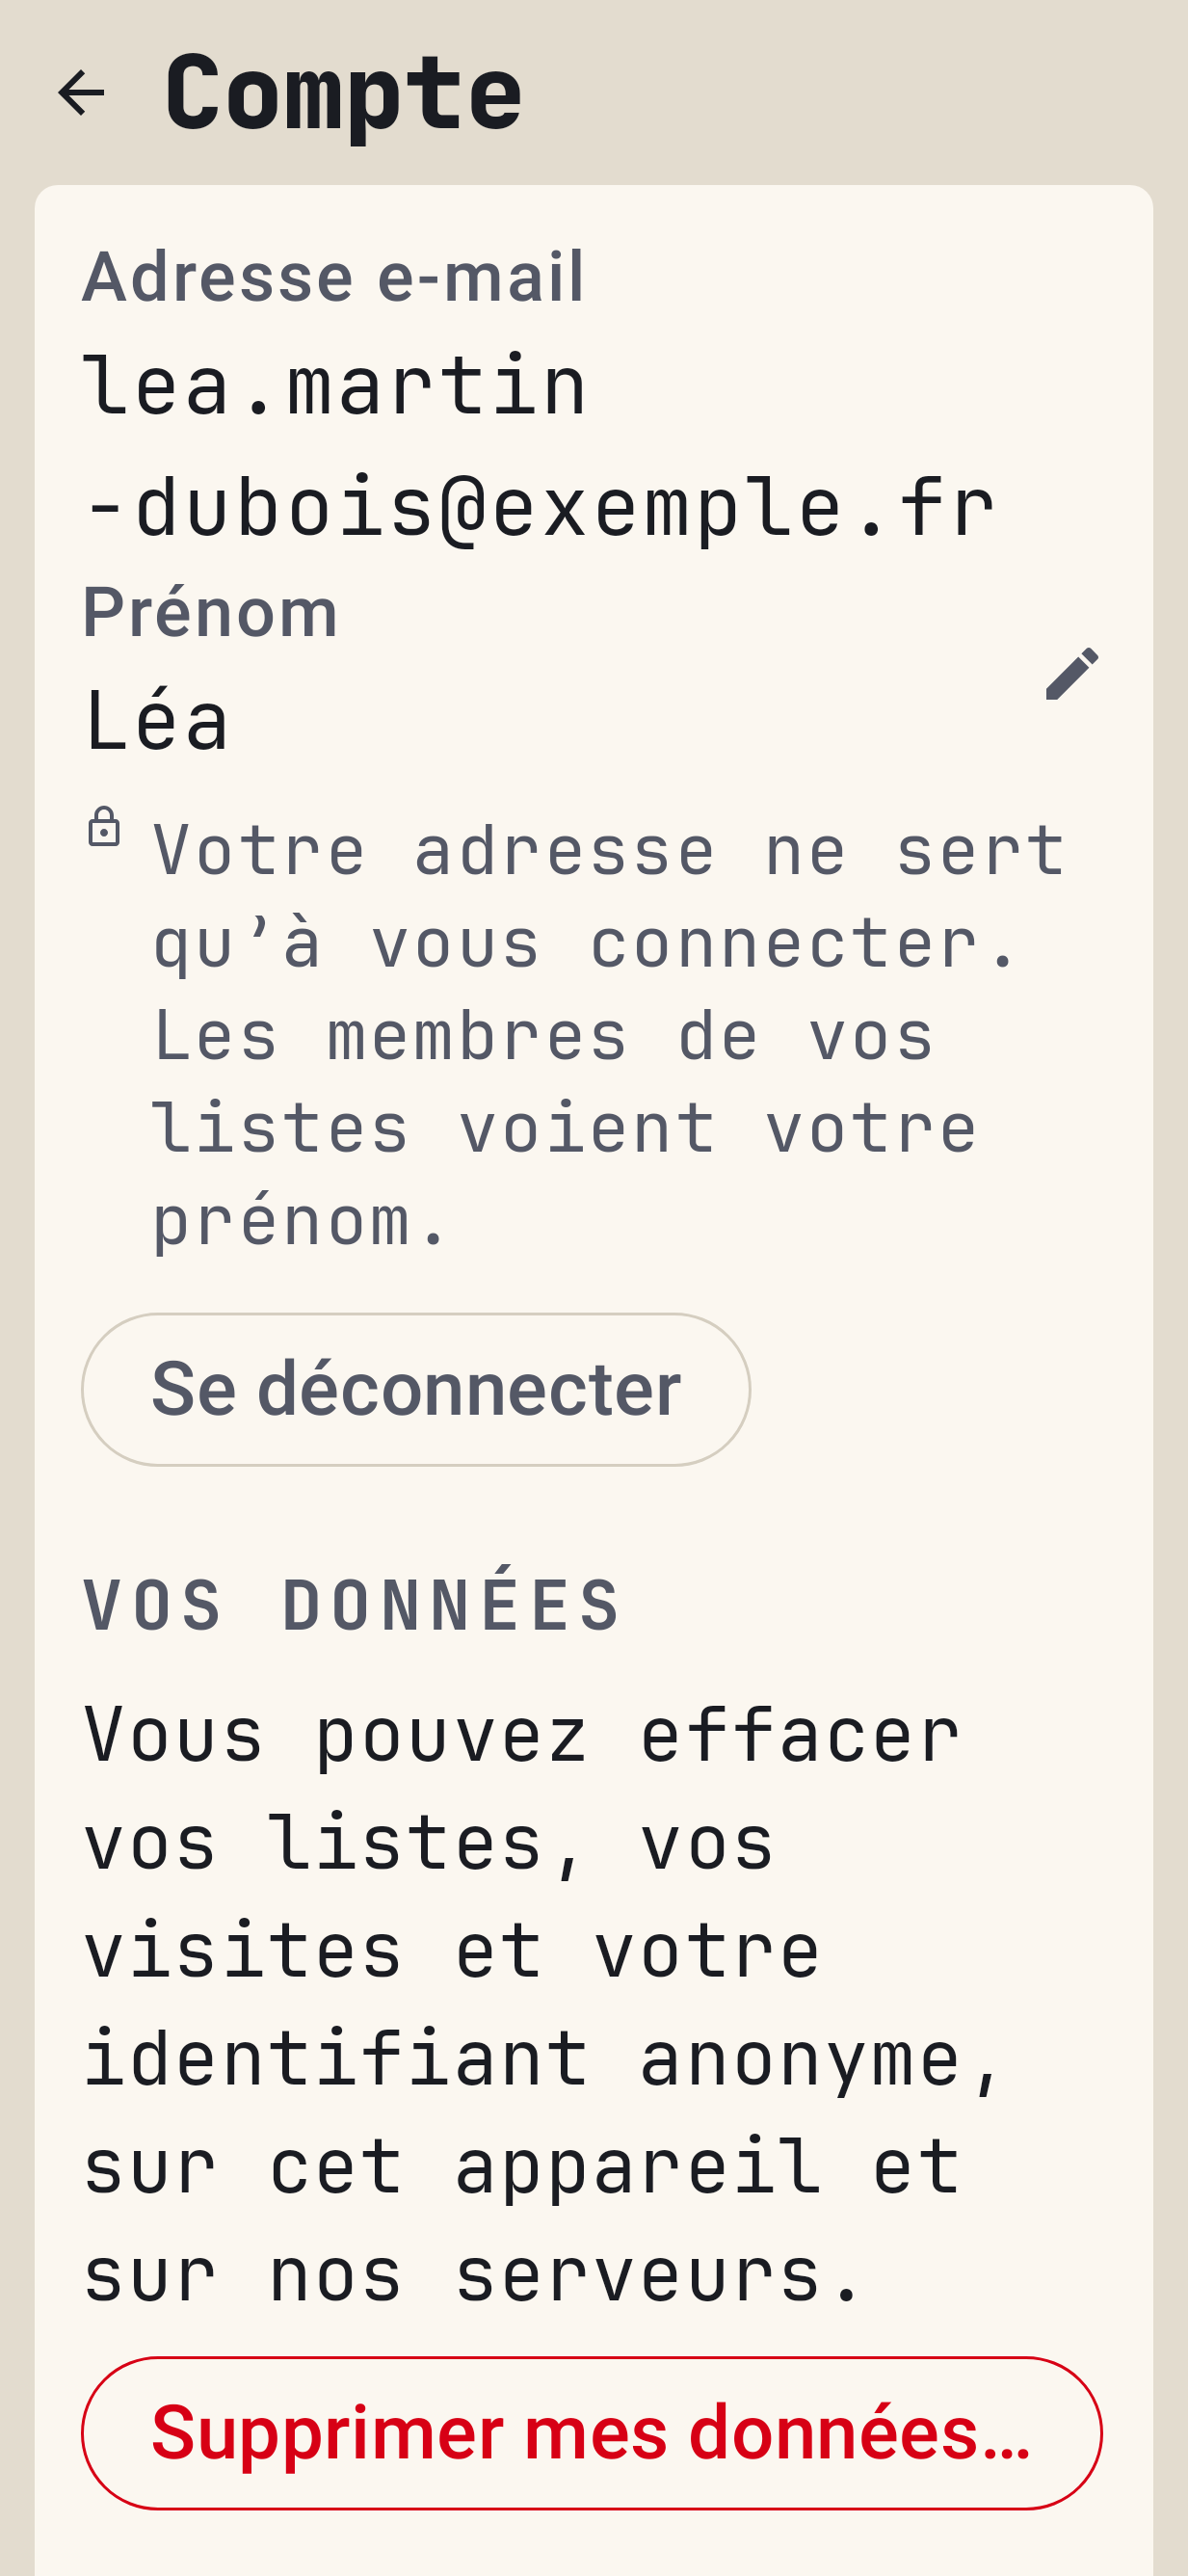 Compte
Adresse e-mail
lea.martin
-dubois@exemple.fr
Prénom
Léa
Votre adresse ne sert
qu’à vous connecter.
Les membres de vos
listes voient votre
prénom.
Se déconnecter
VOS DONNÉES
Vous pouvez effacer
vos listes, vos
visites et votre
identifiant anonyme,
sur cet appareil et
sur nos serveurs.
Supprimer mes données…